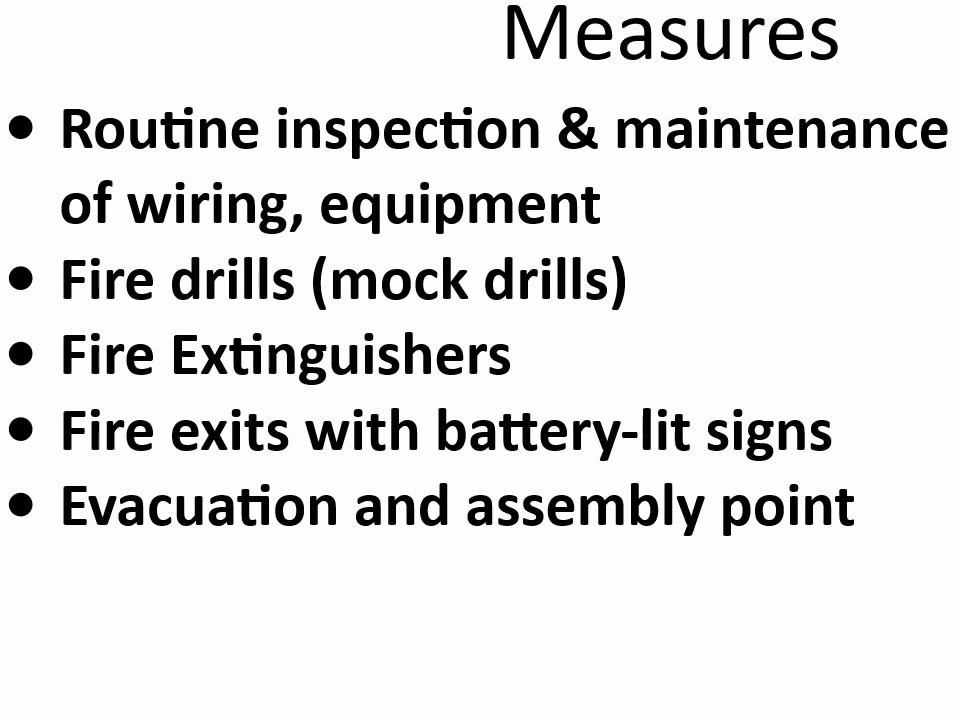 Measures
• Routine inspection & maintenance
of wiring, equipment
• Fire drills (mock drills)
• Fire Extinguishers
• Fire exits with battery-lit signs
• Evacuation and assembly point